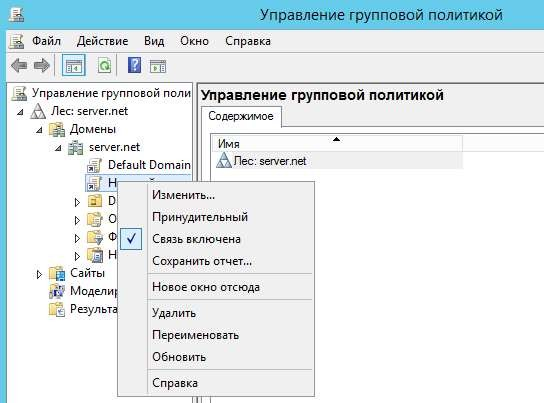 Управление групповой политикой
Файл Действие Вид Окно Справка
Управление групповой поли
Лес: server.net
Домены
server.net
Default Domain
Сайты
Моделир
Результа
Управление групповой политикой
Содержимое
Имя
Лес: server.net
Изменить...
Принудительный
Связь включена
Сохранить отчет...
Новое окно отсюда
Удалить
Переименовать
Обновить
Справка